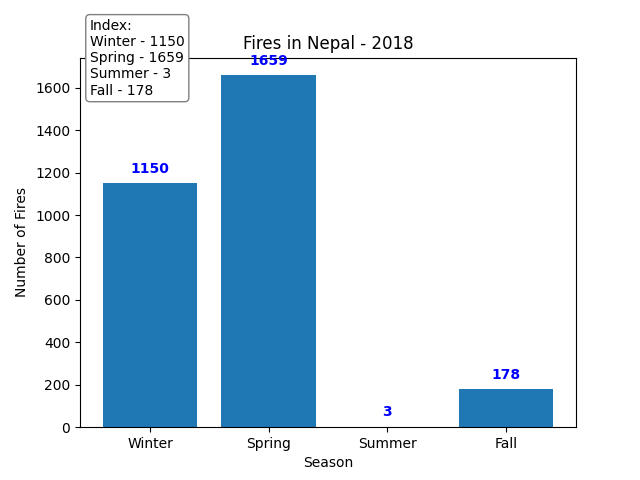 Index:
Winter - 1150
Spring - 1659
Summer - 3
Fall - 178
Fires in Nepal - 2018
1659
1150
3
178
1600
1400
1200
1000
800
600
400
200
0
Number of Fires
Winter Spring Summer Fall
Season